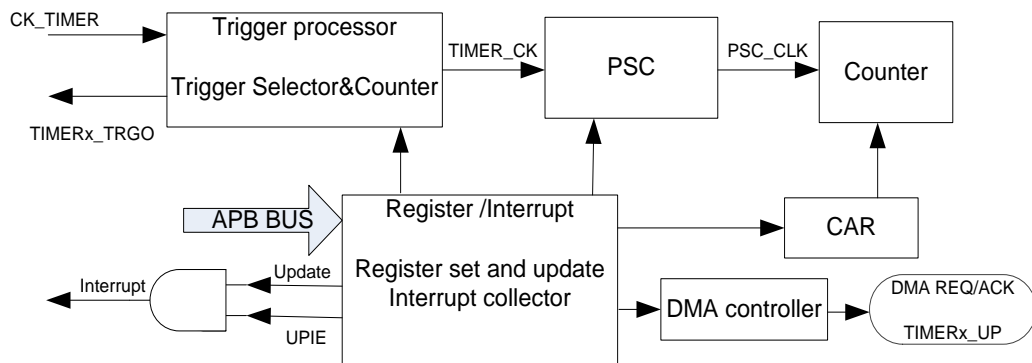 CK_TIMER
Trigger processor
Trigger Selector&Counter
TIMERx_TRGO
TIMER_CK
PSC
PSC_CLK
Counter
APB BUS
Register /Interrupt
Register set and update
Interrupt collector
CAR
Interrupt
Update
UPIE
DMA controller
DMA REQ/ACK
TIMERx_UP